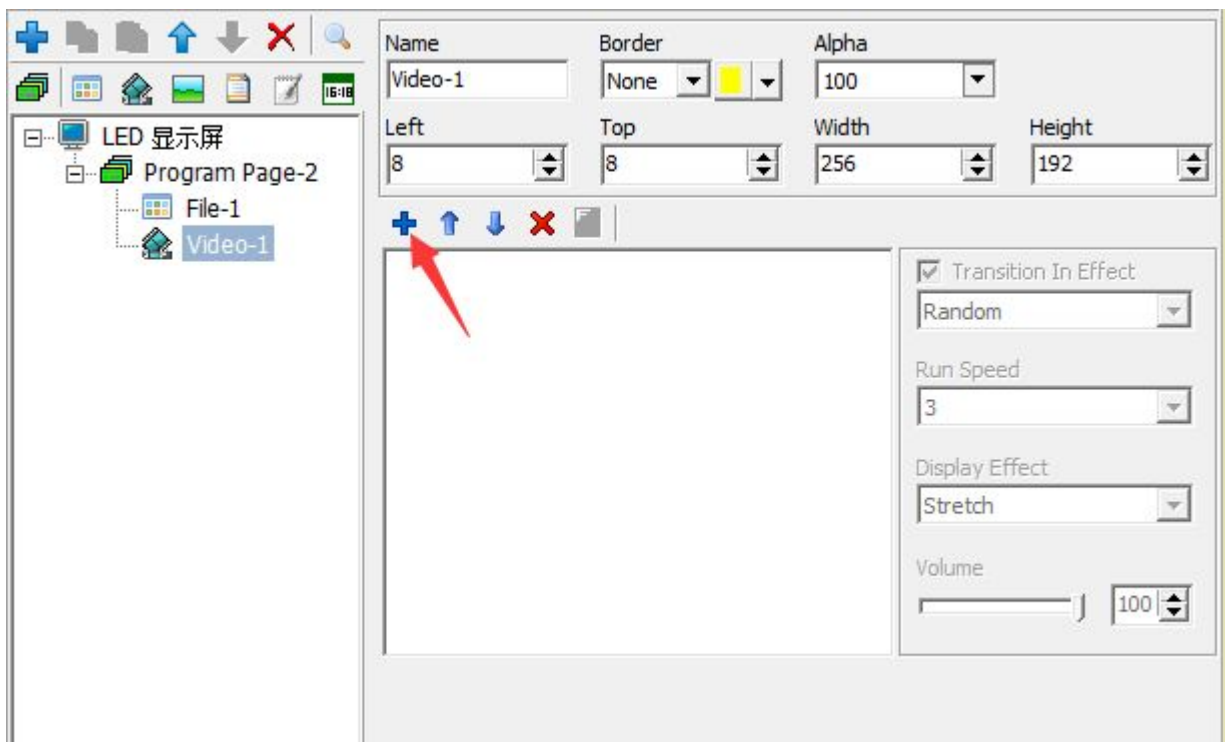 Name
Border
Alpha
Video-1
None
100
16:18
LED 显示屏
Left
Top
Width
Height
8
8
256
192
Program Page-2
File-1
Video-1
Transition In Effect
Random
Run Speed
3
Display Effect
Stretch
Volume
100